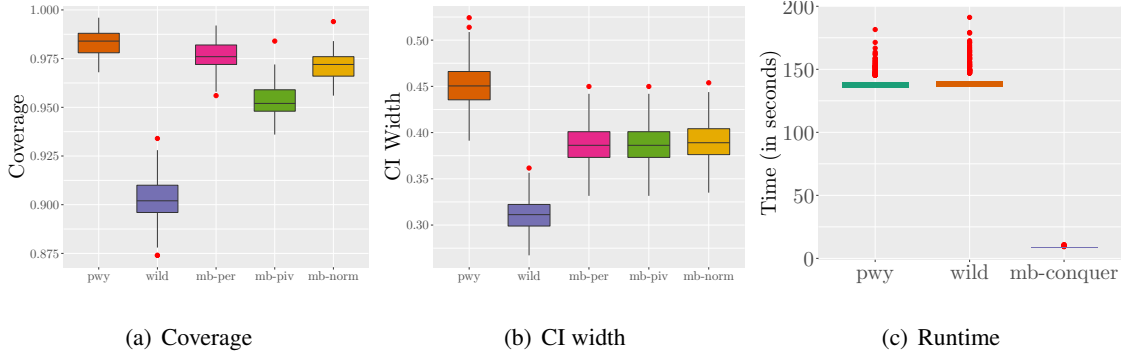 Coverage
1.000
0.975
0.950
0.925
0.900
0.875
pwy wild mb-per mb-piv mb-norm
CI Width
0.50
0.45
0.40
0.35
0.30
pwy wild mb-per mb-piv mb-norm
Time (in seconds)
200
150
100
50
0
pwy wild mb-conquer
(a) Coverage (b) CI width (c) Runtime